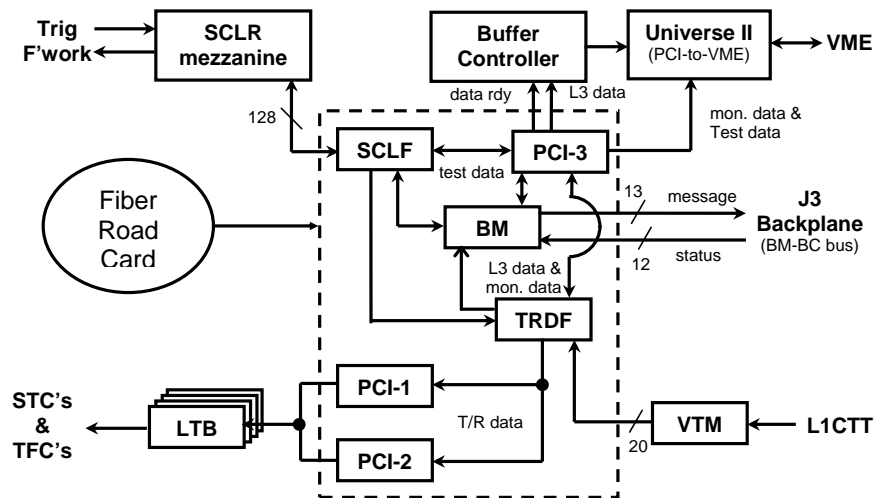 Trig
F'work
SCLR
mezzanine
Buffer
Controller
Universe II
(PCI-to-VME)
VME
data rdy
L3 data
mon. data &
Test data
128
SCLF
test data
PCI-3
Fiber
Road
Card
BM
13
message
12
status
J3
Backplane
(BM-BC bus)
L3 data &
mon. data
TRDF
PCI-1
STC's
&
TFC's
LTB
T/R data
PCI-2
20
VTM
L1CTT